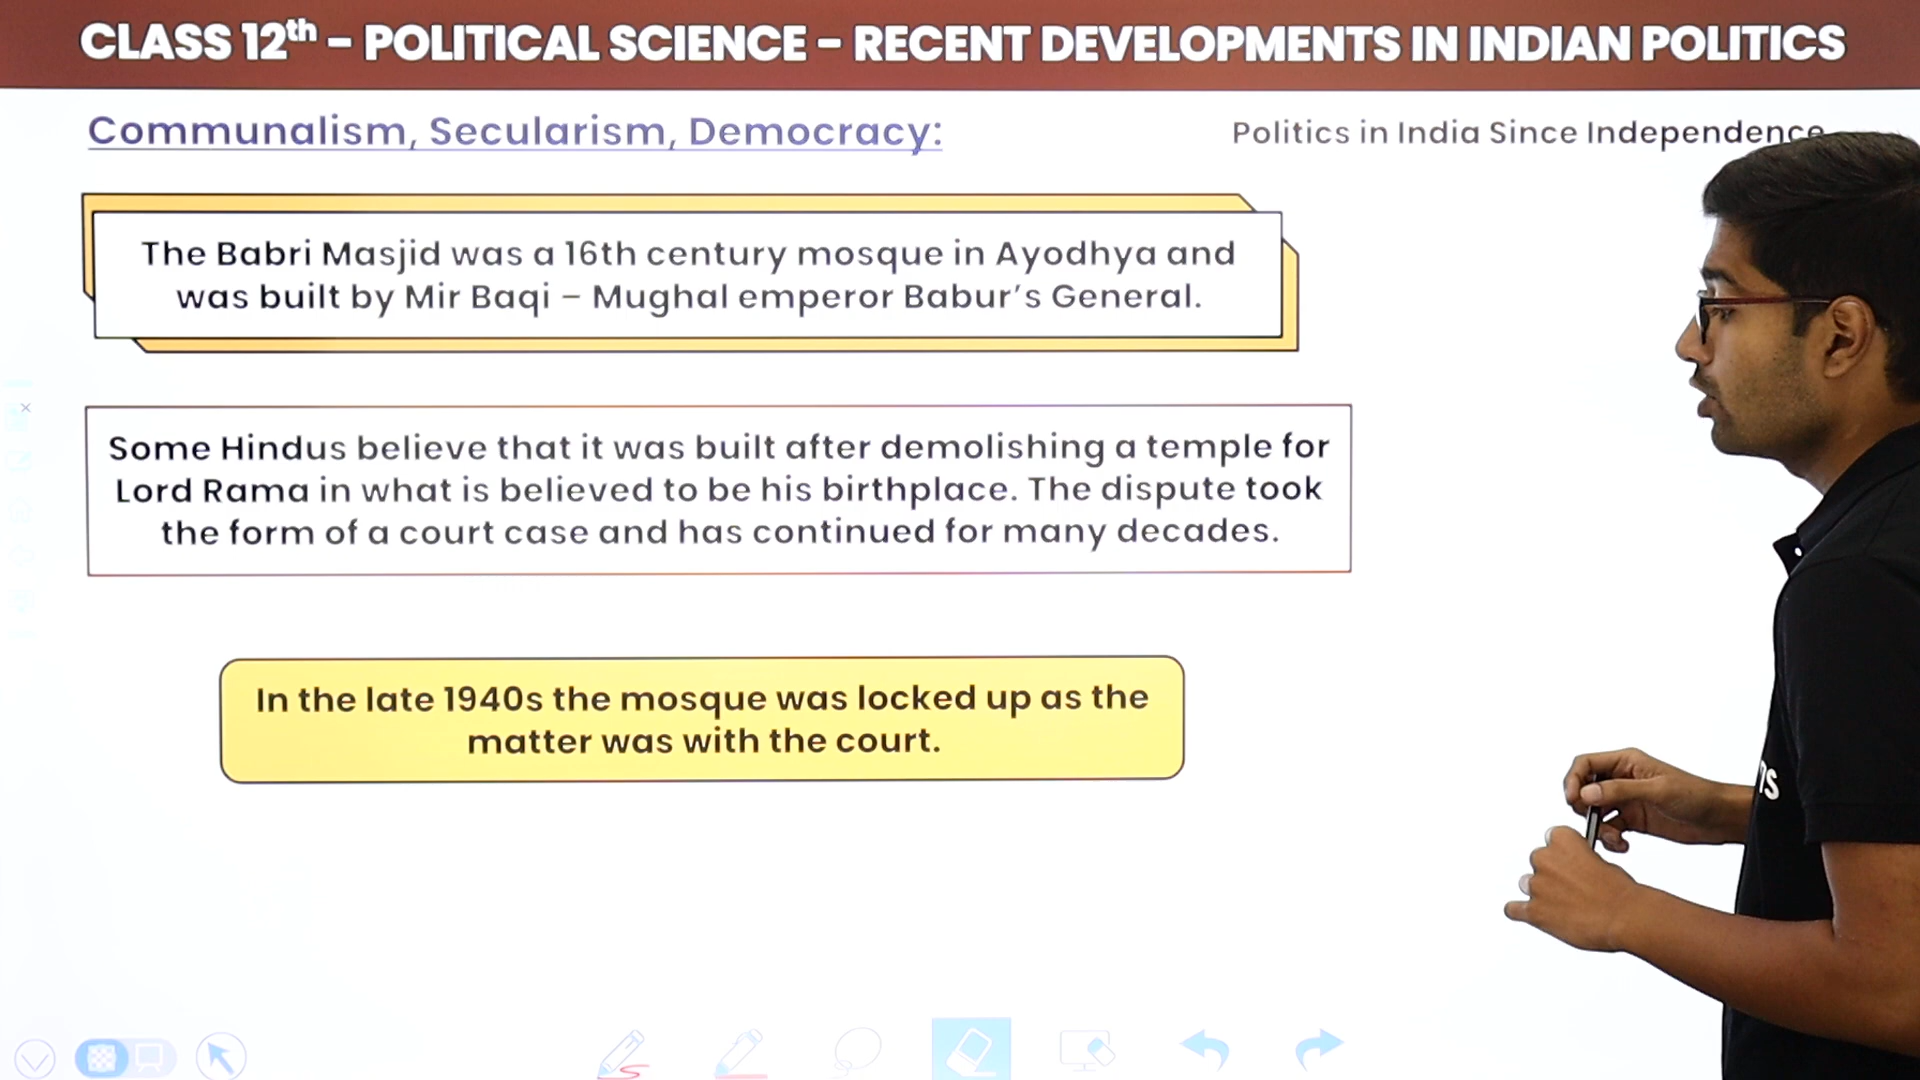 CLASS 12th - POLITICAL SCIENCE - RECENT DEVELOPMENTS IN INDIAN POLITICS
Communalism, Secularism, Democracy:
Politics in India Since Independence
The Babri Masjid was a 16th century mosque in Ayodhya and
was built by Mir Baqi – Mughal emperor Babur's General.
Some Hindus believe that it was built after demolishing a temple for
Lord Rama in what is believed to be his birthplace. The dispute took
the form of a court case and has continued for many decades.
In the late 1940s the mosque was locked up as the
matter was with the court.